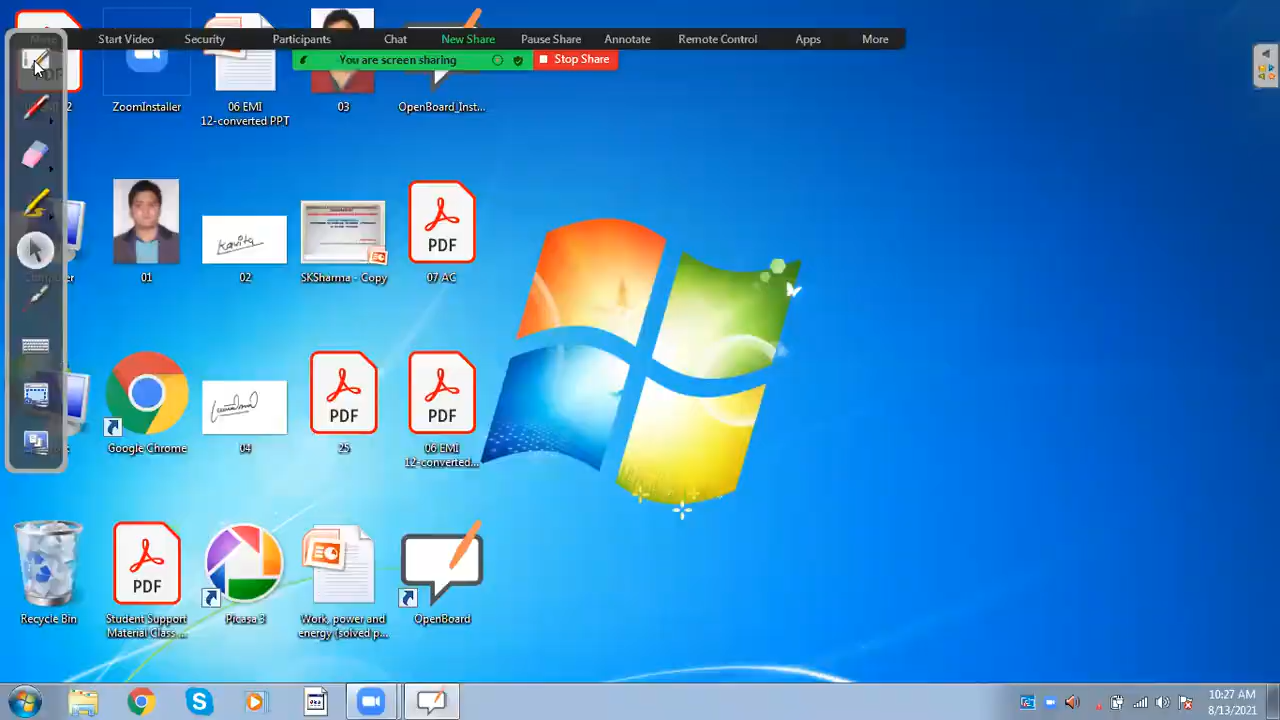 More Start Video Security Participants Chat New Share Pause Share Annotate Remote Control Apps More
You are screen sharing Stop Share
ZoomInstaller
06 EMI
12-converted PPT
03
OpenBoard_Inst...
01
02
SKSharma - Copy
07 AC
PDF
Kavita
Google Chrome
04
25
PDF
06 EMI
12-converted...
PDF
Recycle Bin
Student Support
Material Class ...
PDF
Picasa 3
Work, power and
energy (solved p...
OpenBoard
10:27 AM
8/13/2021